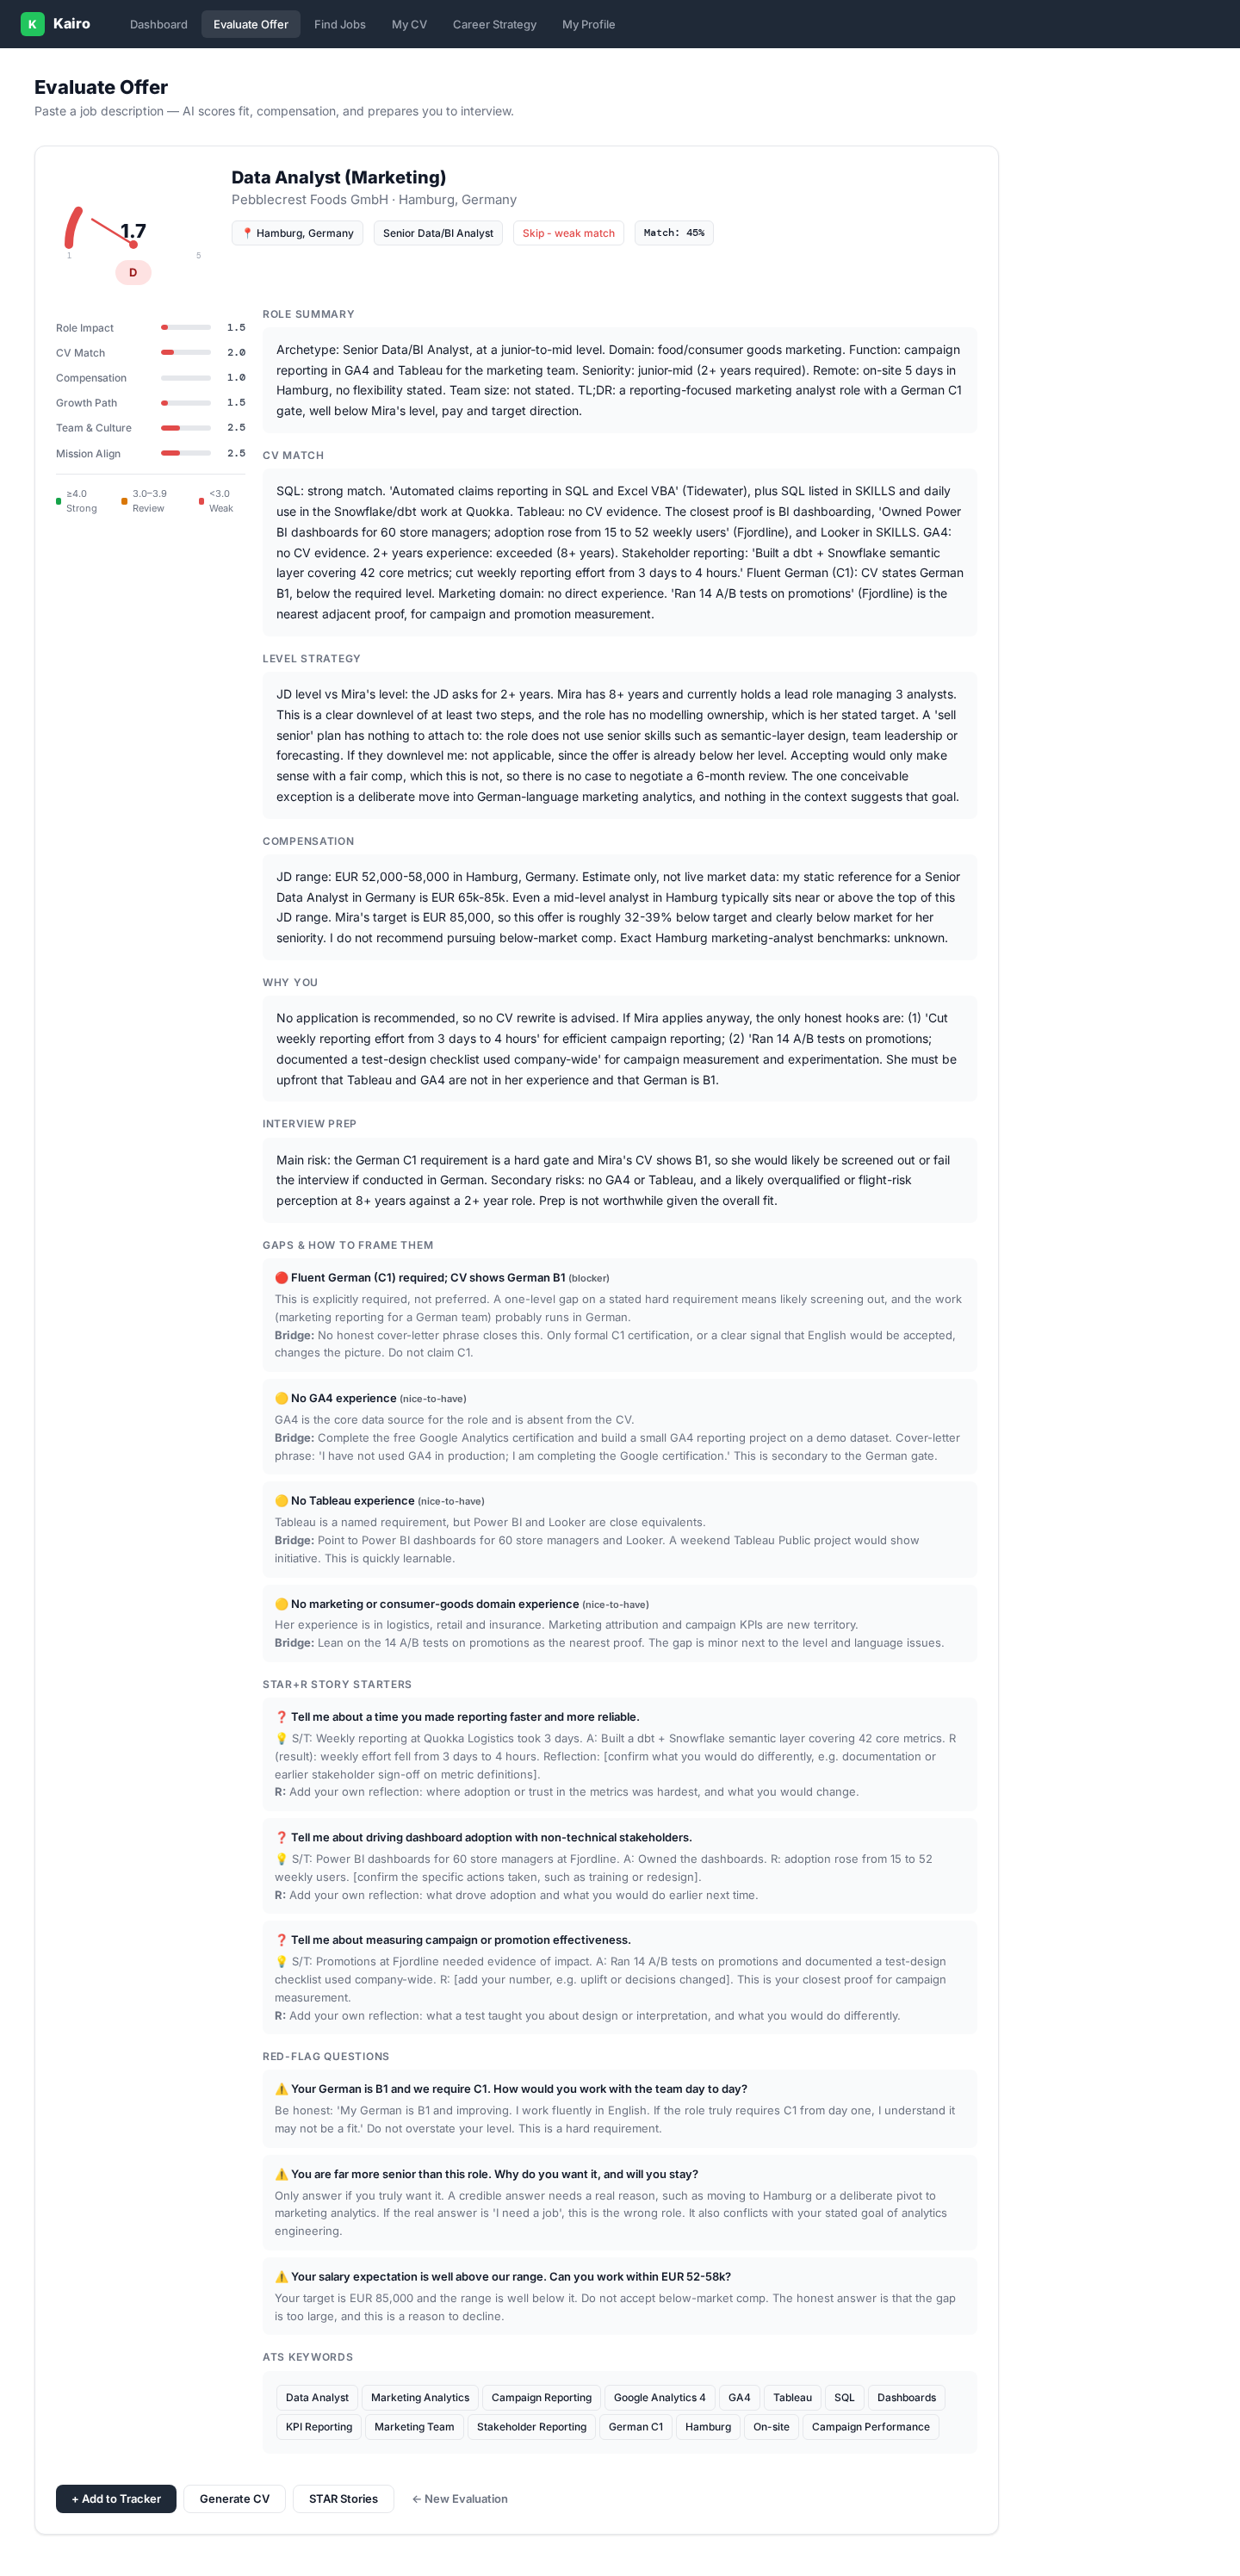 K Kairo Dashboard Evaluate Offer Find Jobs My CV Career Strategy My Profile
Evaluate Offer
Paste a job description — AI scores fit, compensation, and prepares you to interview.
1.7
1 5
D
Data Analyst (Marketing)
Pebblecrest Foods GmbH · Hamburg, Germany
📍 Hamburg, Germany Senior Data/BI Analyst Skip - weak match Match: 45%
Role Impact 1.5
CV Match 2.0
Compensation 1.0
Growth Path 1.5
Team & Culture 2.5
Mission Align 2.5
≥4.0 Strong 3.0–3.9 Review <3.0 Weak
ROLE SUMMARY
Archetype: Senior Data/BI Analyst, at a junior-to-mid level. Domain: food/consumer goods marketing. Function: campaign
reporting in GA4 and Tableau for the marketing team. Seniority: junior-mid (2+ years required). Remote: on-site 5 days in
Hamburg, no flexibility stated. Team size: not stated. TL;DR: a reporting-focused marketing analyst role with a German C1
gate, well below Mira's level, pay and target direction.
CV MATCH
SQL: strong match. 'Automated claims reporting in SQL and Excel VBA' (Tidewater), plus SQL listed in SKILLS and daily
use in the Snowflake/dbt work at Quokka. Tableau: no CV evidence. The closest proof is BI dashboarding, 'Owned Power
BI dashboards for 60 store managers; adoption rose from 15 to 52 weekly users' (Fjordline), and Looker in SKILLS. GA4:
no CV evidence. 2+ years experience: exceeded (8+ years). Stakeholder reporting: 'Built a dbt + Snowflake semantic
layer covering 42 core metrics; cut weekly reporting effort from 3 days to 4 hours.' Fluent German (C1): CV states German
B1, below the required level. Marketing domain: no direct experience. 'Ran 14 A/B tests on promotions' (Fjordline) is the
nearest adjacent proof, for campaign and promotion measurement.
LEVEL STRATEGY
JD level vs Mira's level: the JD asks for 2+ years. Mira has 8+ years and currently holds a lead role managing 3 analysts.
This is a clear downlevel of at least two steps, and the role has no modelling ownership, which is her stated target. A 'sell
senior' plan has nothing to attach to: the role does not use senior skills such as semantic-layer design, team leadership or
forecasting. If they downlevel me: not applicable, since the offer is already below her level. Accepting would only make
sense with a fair comp, which this is not, so there is no case to negotiate a 6-month review. The one conceivable
exception is a deliberate move into German-language marketing analytics, and nothing in the context suggests that goal.
COMPENSATION
JD range: EUR 52,000-58,000 in Hamburg, Germany. Estimate only, not live market data: my static reference for a Senior
Data Analyst in Germany is EUR 65k-85k. Even a mid-level analyst in Hamburg typically sits near or above the top of this
JD range. Mira's target is EUR 85,000, so this offer is roughly 32-39% below target and clearly below market for her
seniority. I do not recommend pursuing below-market comp. Exact Hamburg marketing-analyst benchmarks: unknown.
WHY YOU
No application is recommended, so no CV rewrite is advised. If Mira applies anyway, the only honest hooks are: (1) 'Cut
weekly reporting effort from 3 days to 4 hours' for efficient campaign reporting; (2) 'Ran 14 A/B tests on promotions;
documented a test-design checklist used company-wide' for campaign measurement and experimentation. She must be
upfront that Tableau and GA4 are not in her experience and that German is B1.
INTERVIEW PREP
Main risk: the German C1 requirement is a hard gate and Mira's CV shows B1, so she would likely be screened out or fail
the interview if conducted in German. Secondary risks: no GA4 or Tableau, and a likely overqualified or flight-risk
perception at 8+ years against a 2+ year role. Prep is not worthwhile given the overall fit.
GAPS & HOW TO FRAME THEM
🔴 Fluent German (C1) required; CV shows German B1 (blocker)
This is explicitly required, not preferred. A one-level gap on a stated hard requirement means likely screening out, and the work
(marketing reporting for a German team) probably runs in German.
Bridge: No honest cover-letter phrase closes this. Only formal C1 certification, or a clear signal that English would be accepted,
changes the picture. Do not claim C1.
🟡 No GA4 experience (nice-to-have)
GA4 is the core data source for the role and is absent from the CV.
Bridge: Complete the free Google Analytics certification and build a small GA4 reporting project on a demo dataset. Cover-letter
phrase: 'I have not used GA4 in production; I am completing the Google certification.' This is secondary to the German gate.
🟡 No Tableau experience (nice-to-have)
Tableau is a named requirement, but Power BI and Looker are close equivalents.
Bridge: Point to Power BI dashboards for 60 store managers and Looker. A weekend Tableau Public project would show
initiative. This is quickly learnable.
🟡 No marketing or consumer-goods domain experience (nice-to-have)
Her experience is in logistics, retail and insurance. Marketing attribution and campaign KPIs are new territory.
Bridge: Lean on the 14 A/B tests on promotions as the nearest proof. The gap is minor next to the level and language issues.
STAR+R STORY STARTERS
❓ Tell me about a time you made reporting faster and more reliable.
💡 S/T: Weekly reporting at Quokka Logistics took 3 days. A: Built a dbt + Snowflake semantic layer covering 42 core metrics. R
(result): weekly effort fell from 3 days to 4 hours. Reflection: [confirm what you would do differently, e.g. documentation or
earlier stakeholder sign-off on metric definitions].
R: Add your own reflection: where adoption or trust in the metrics was hardest, and what you would change.
❓ Tell me about driving dashboard adoption with non-technical stakeholders.
💡 S/T: Power BI dashboards for 60 store managers at Fjordline. A: Owned the dashboards. R: adoption rose from 15 to 52
weekly users. [confirm the specific actions taken, such as training or redesign].
R: Add your own reflection: what drove adoption and what you would do earlier next time.
❓ Tell me about measuring campaign or promotion effectiveness.
💡 S/T: Promotions at Fjordline needed evidence of impact. A: Ran 14 A/B tests on promotions and documented a test-design
checklist used company-wide. R: [add your number, e.g. uplift or decisions changed]. This is your closest proof for campaign
measurement.
R: Add your own reflection: what a test taught you about design or interpretation, and what you would do differently.
RED-FLAG QUESTIONS
⚠️ Your German is B1 and we require C1. How would you work with the team day to day?
Be honest: 'My German is B1 and improving. I work fluently in English. If the role truly requires C1 from day one, I understand it
may not be a fit.' Do not overstate your level. This is a hard requirement.
⚠️ You are far more senior than this role. Why do you want it, and will you stay?
Only answer if you truly want it. A credible answer needs a real reason, such as moving to Hamburg or a deliberate pivot to
marketing analytics. If the real answer is 'I need a job', this is the wrong role. It also conflicts with your stated goal of analytics
engineering.
⚠️ Your salary expectation is well above our range. Can you work within EUR 52-58k?
Your target is EUR 85,000 and the range is well below it. Do not accept below-market comp. The honest answer is that the gap
is too large, and this is a reason to decline.
ATS KEYWORDS
Data Analyst Marketing Analytics Campaign Reporting Google Analytics 4 GA4 Tableau SQL Dashboards
KPI Reporting Marketing Team Stakeholder Reporting German C1 Hamburg On-site Campaign Performance
+ Add to Tracker Generate CV STAR Stories ← New Evaluation